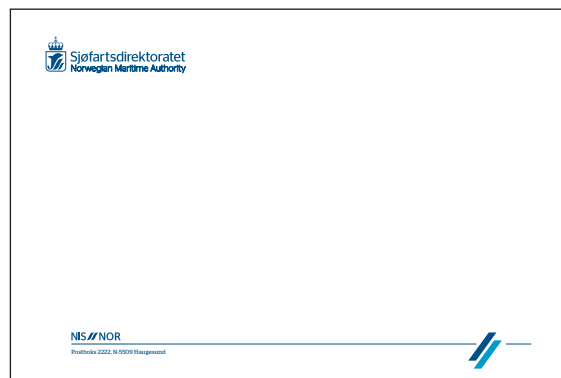 Sjøfartsdirektoratet
Norwegian Maritime Authority
NIS//NOR
Postboks 2222, N-5509 Haugesund